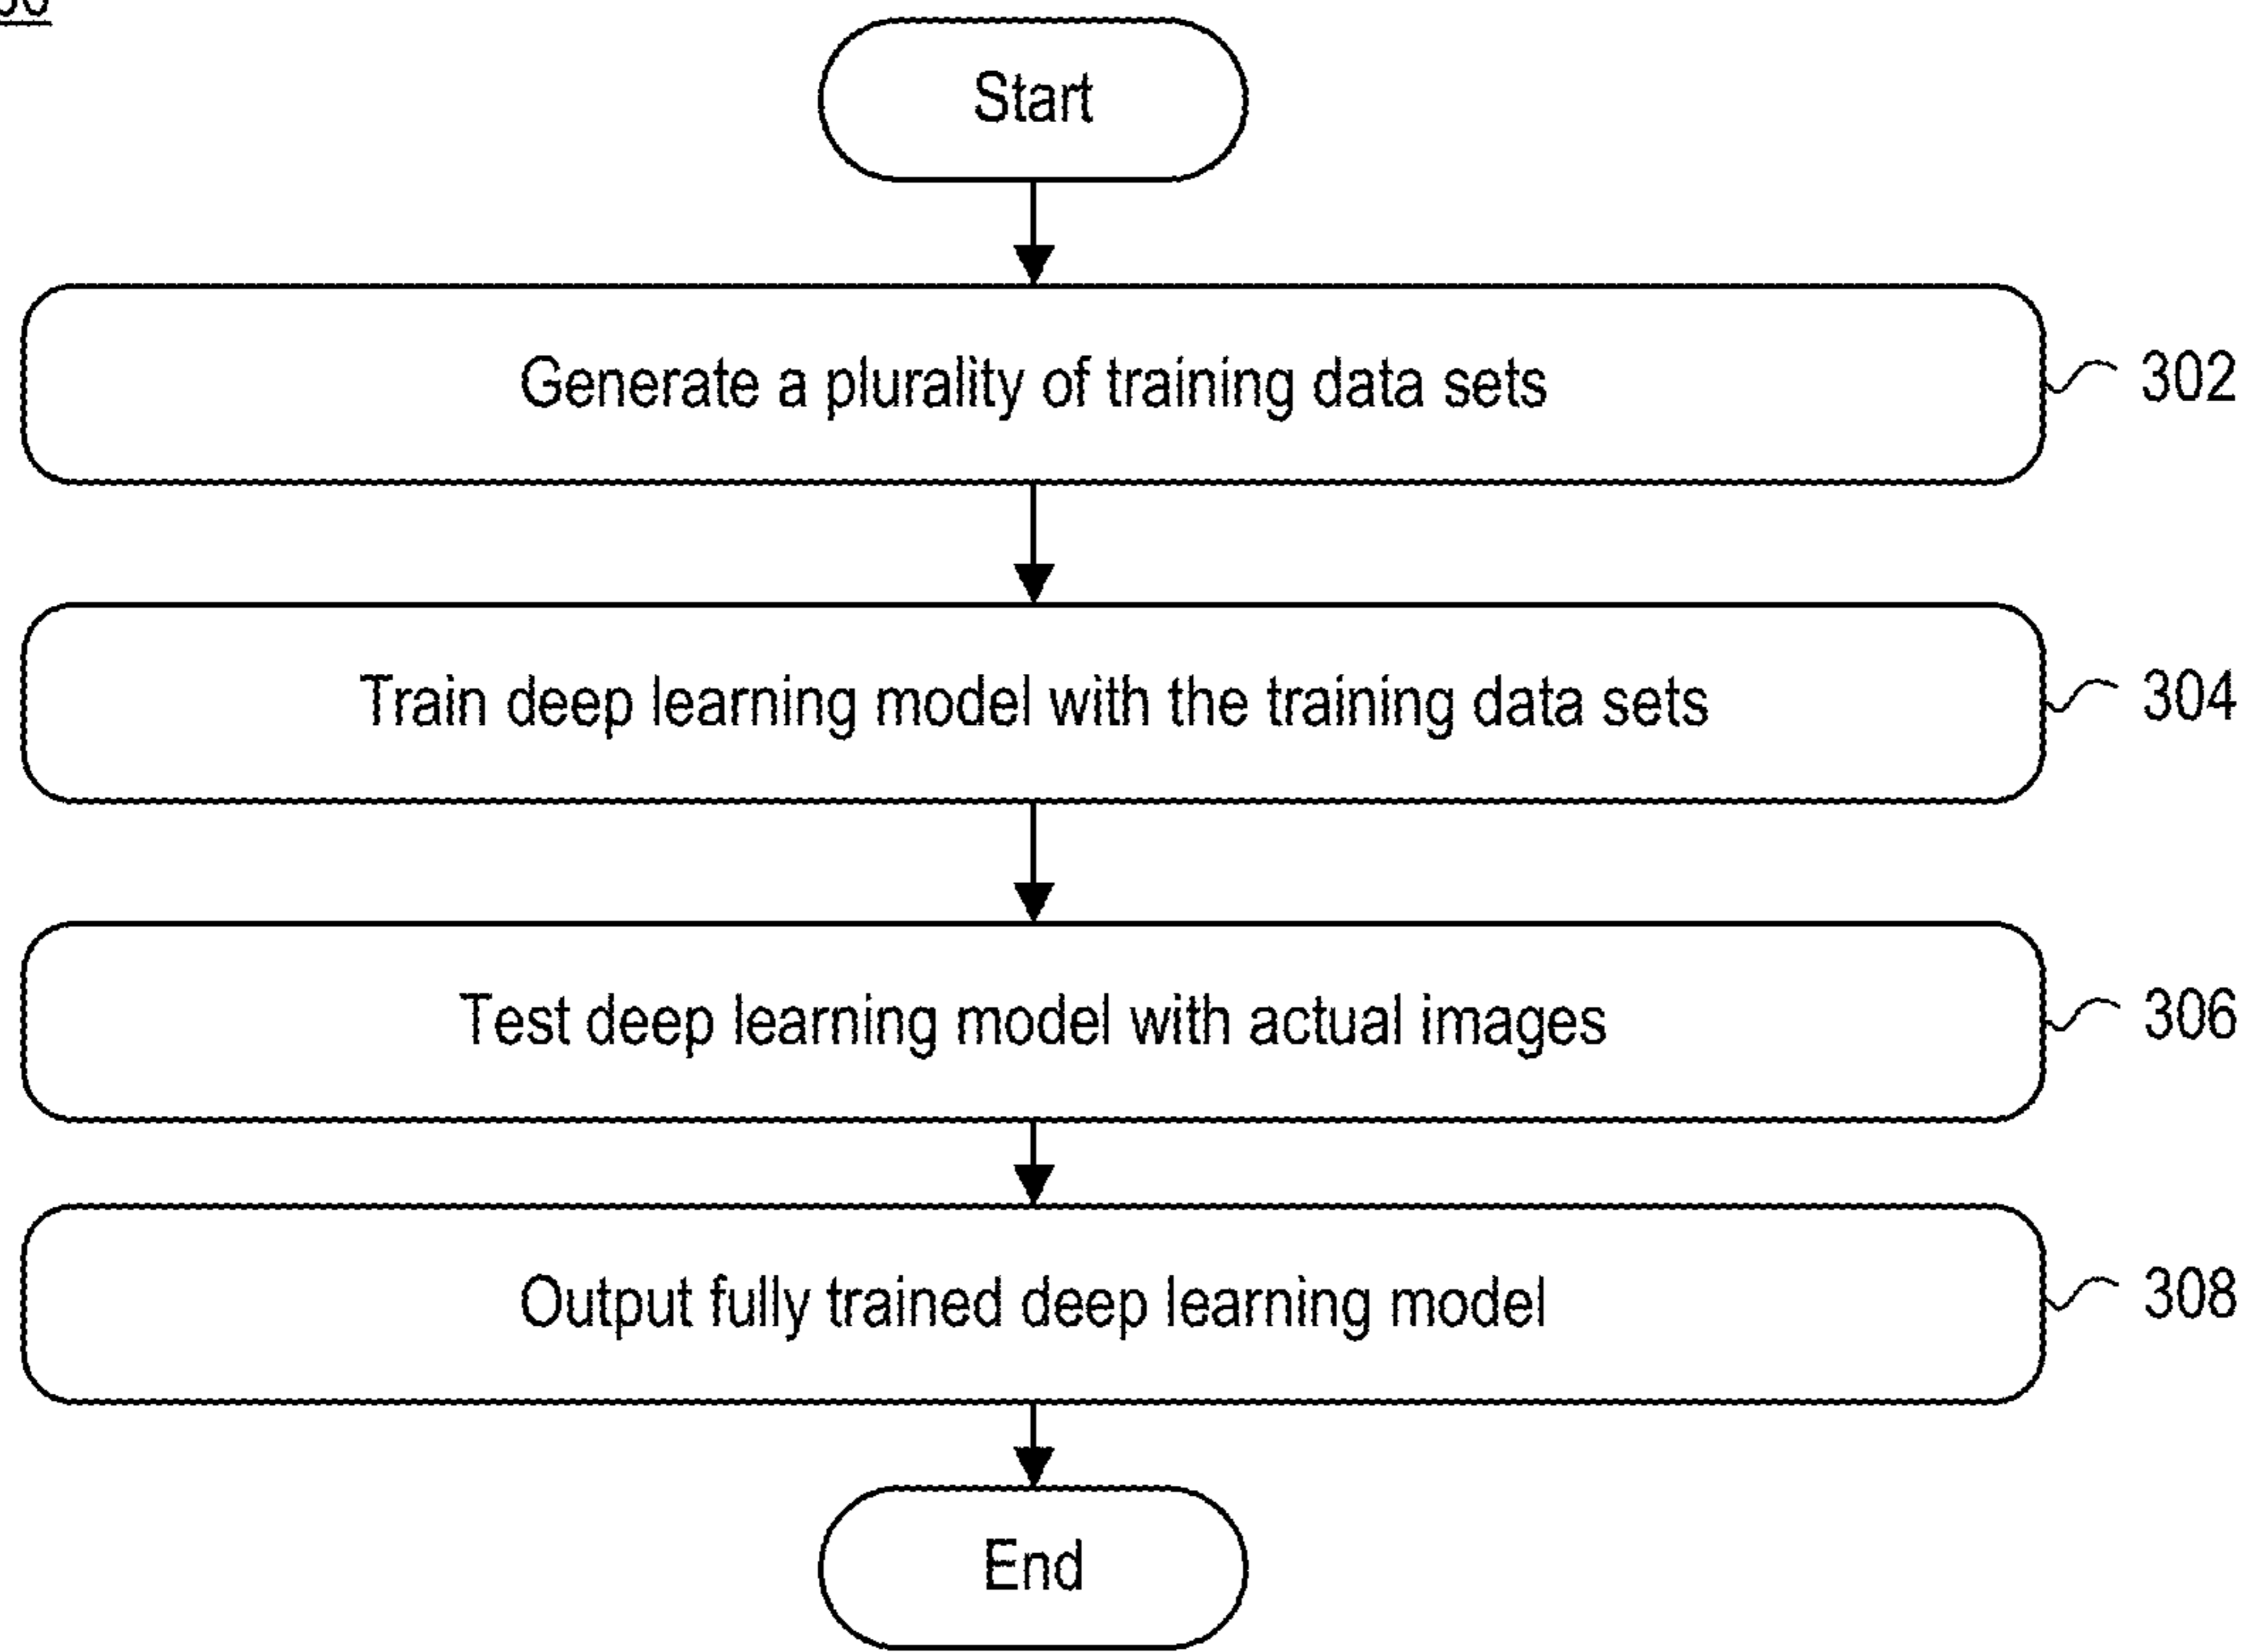 Start
Generate a plurality of training data sets 302
Train deep learning model with the training data sets 304
Test deep learning model with actual images 306
Output fully trained deep learning model 308
End